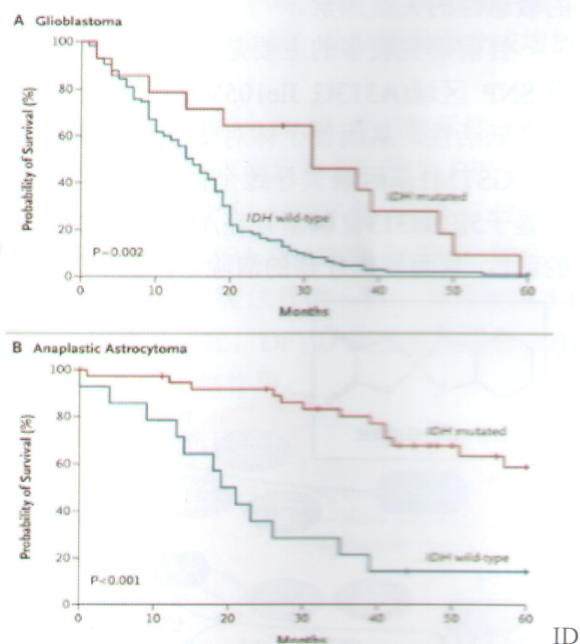 A Glioblastoma
Probability of Survival (%)
100
80
60
40
20
0
IDH mutated
IDH wild-type
P=0.002
0 10 20 30 40 50 60
Months
B Anaplastic Astrocytoma
Probability of Survival (%)
100
80
60
40
20
0
IDH mutated
IDH wild-type
P<0.001
0 10 20 30 40 50 60
Months
ID